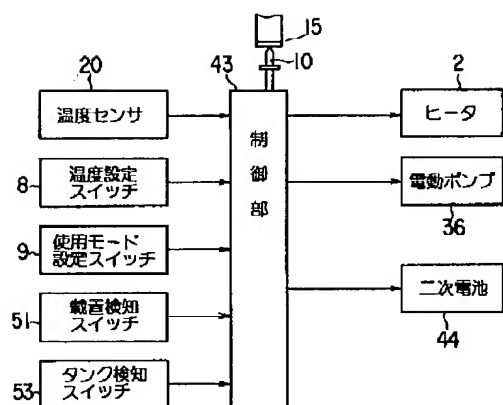 15
10
20
43
2
温度センサ
ヒータ
8
温度設定
スイッチ
制御部
電動ポンプ
36
9
使用モード
設定スイッチ
二次電池
44
51
載置検知
スイッチ
53
タンク検知
スイッチ